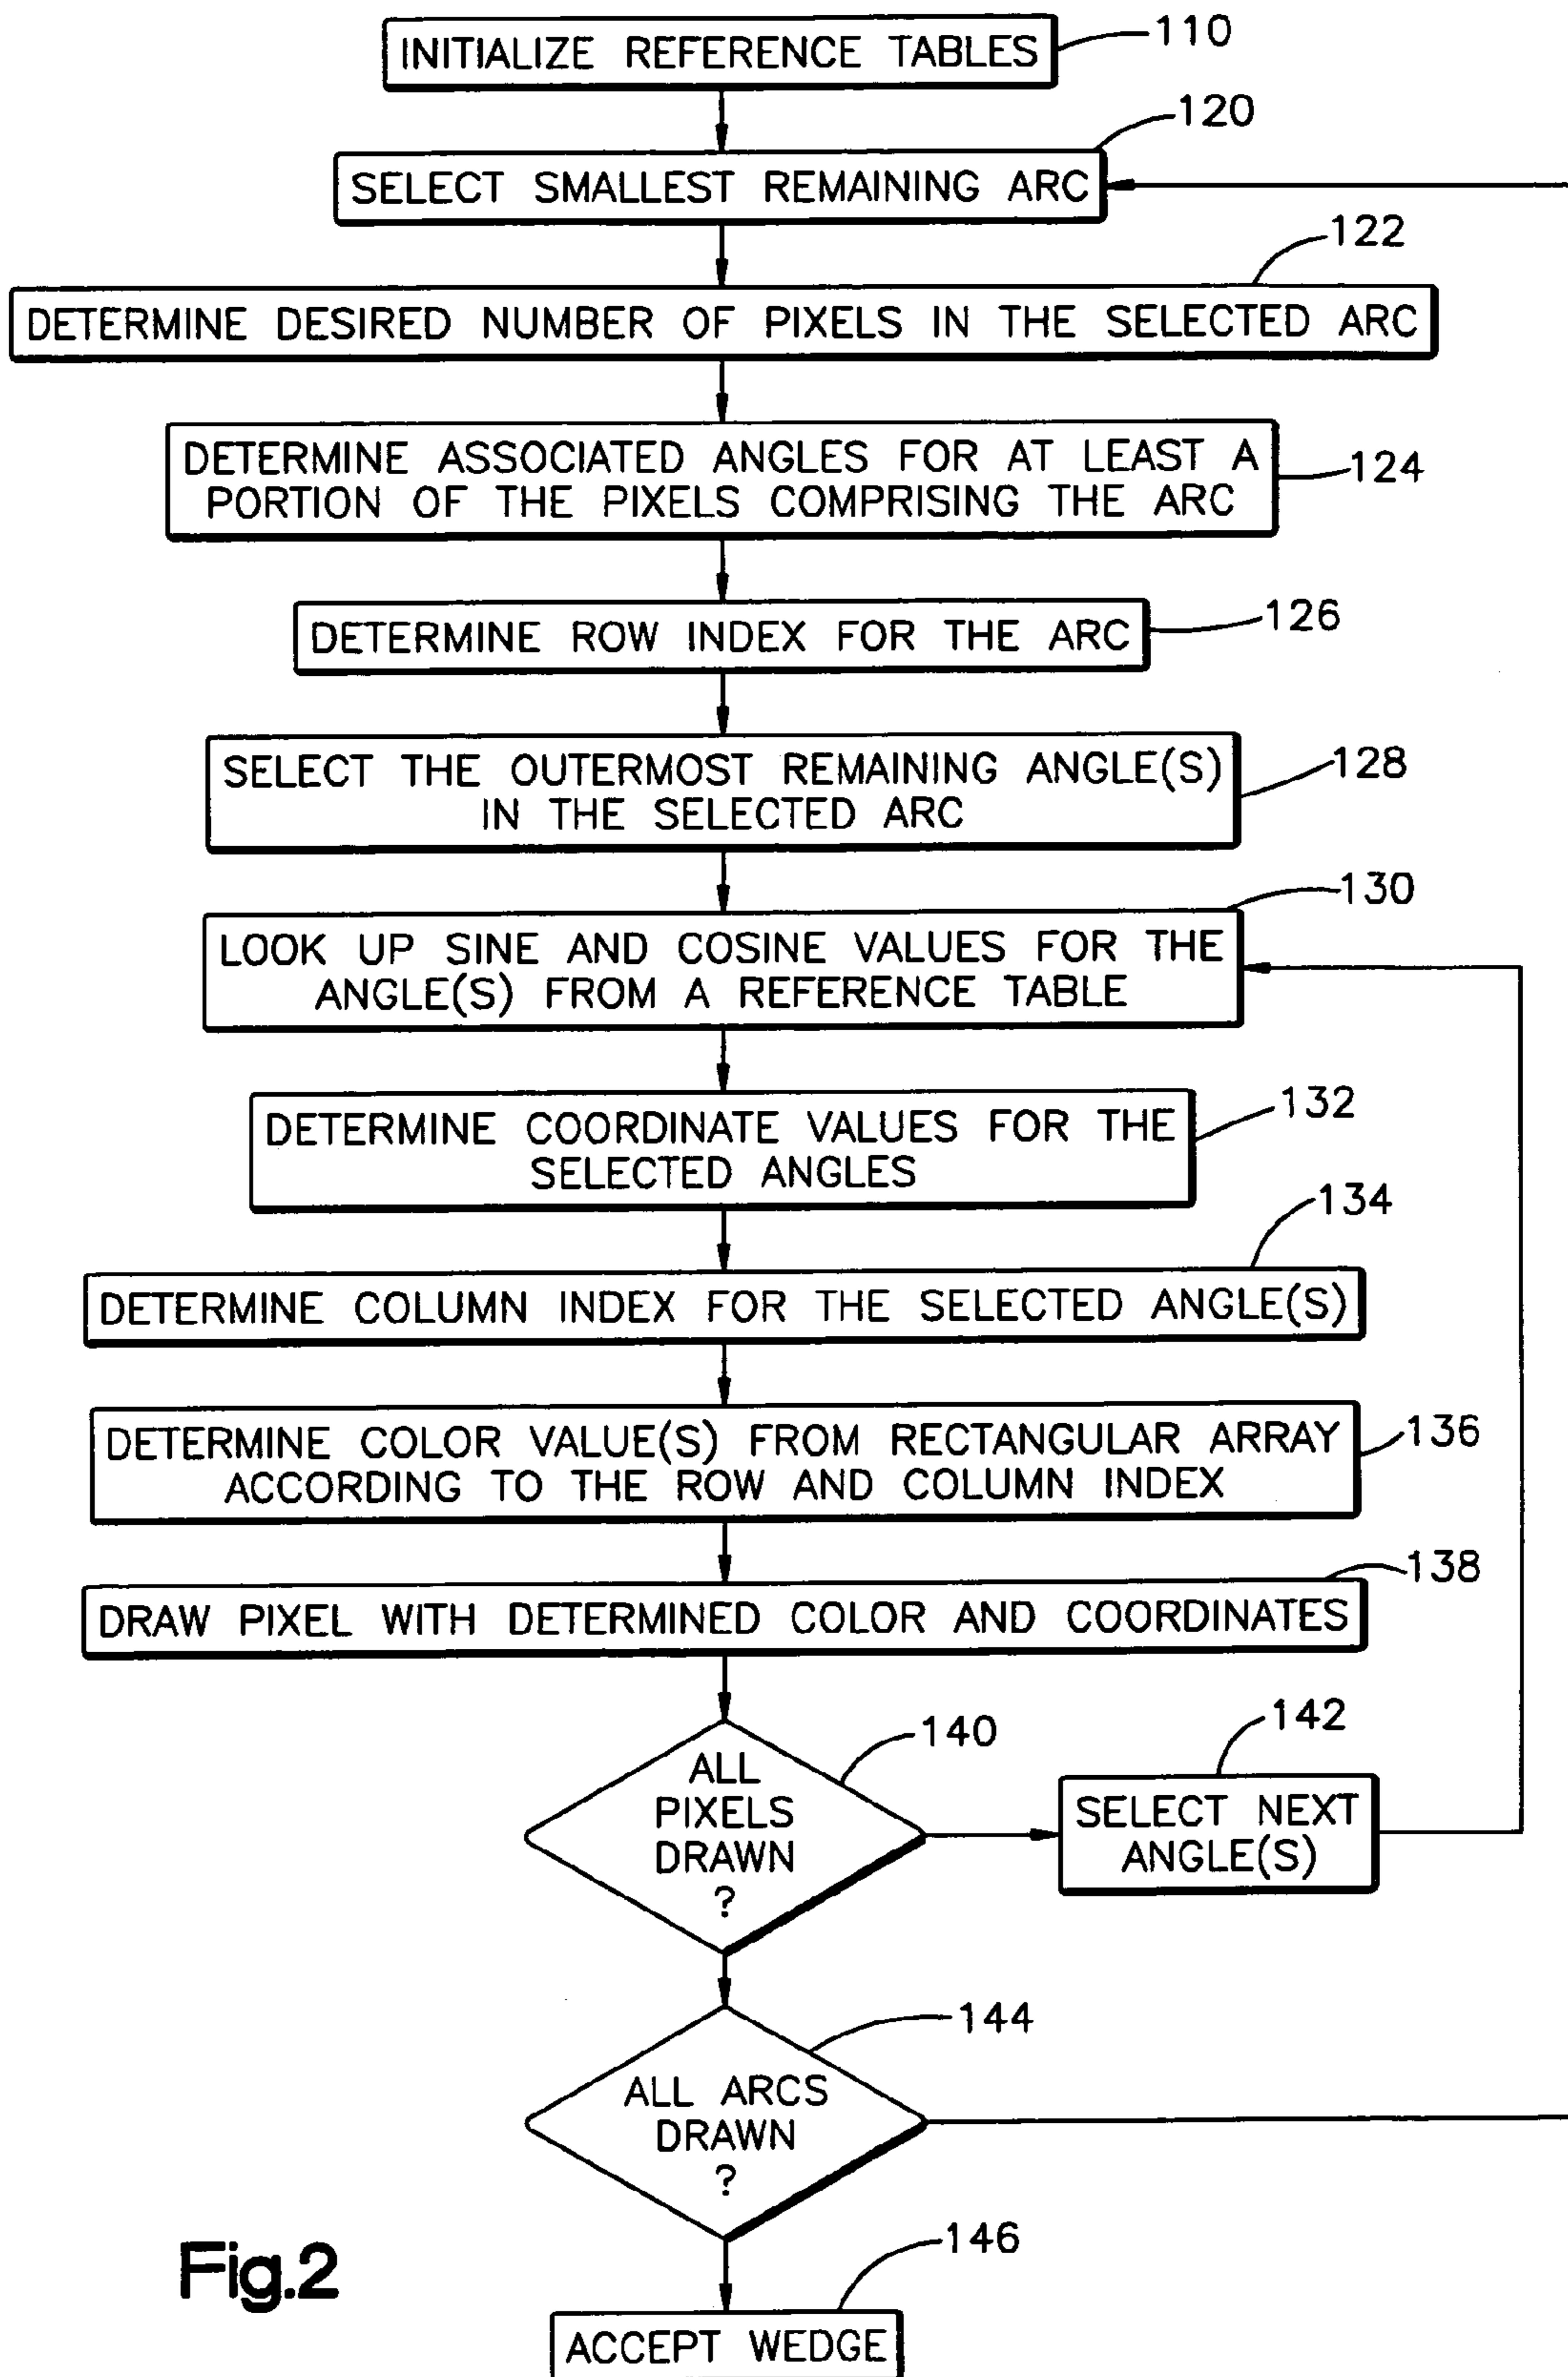 INITIALIZE REFERENCE TABLES
110
120
SELECT SMALLEST REMAINING ARC
122
DETERMINE DESIRED NUMBER OF PIXELS IN THE SELECTED ARC
DETERMINE ASSOCIATED ANGLES FOR AT LEAST A
PORTION OF THE PIXELS COMPRISING THE ARC
124
DETERMINE ROW INDEX FOR THE ARC
126
SELECT THE OUTERMOST REMAINING ANGLE(S)
IN THE SELECTED ARC
128
130
LOOK UP SINE AND COSINE VALUES FOR THE
ANGLE(S) FROM A REFERENCE TABLE
DETERMINE COORDINATE VALUES FOR THE
SELECTED ANGLES
132
134
DETERMINE COLUMN INDEX FOR THE SELECTED ANGLE(S)
DETERMINE COLOR VALUE(S) FROM RECTANGULAR ARRAY
ACCORDING TO THE ROW AND COLUMN INDEX
136
138
DRAW PIXEL WITH DETERMINED COLOR AND COORDINATES
140
ALL
PIXELS
DRAWN
?
142
SELECT NEXT
ANGLE(S)
144
ALL ARCS
DRAWN
?
146
ACCEPT WEDGE
Fig.2